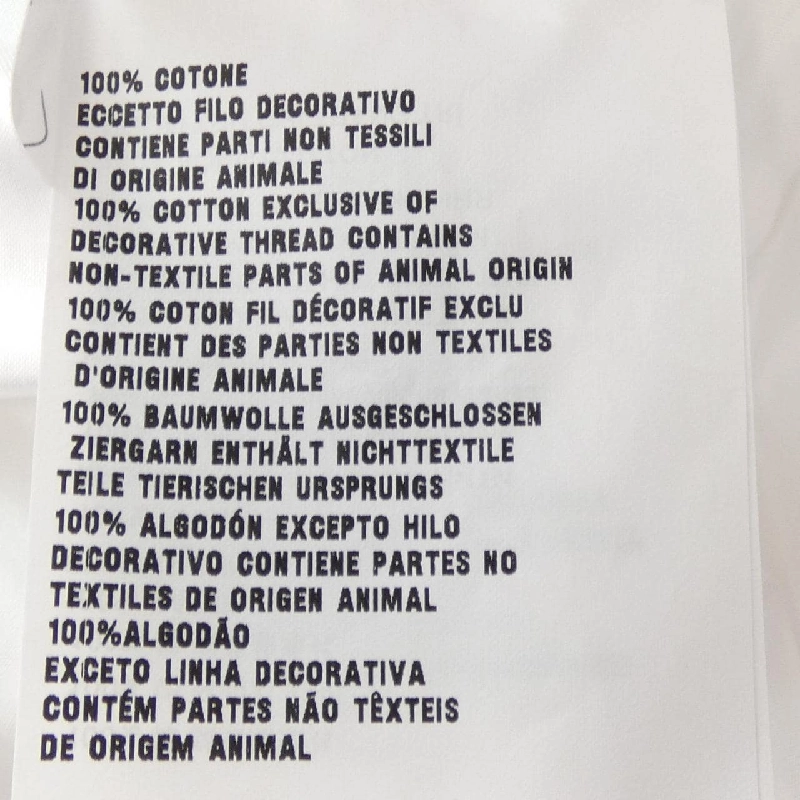 100% COTONE
ECCETTO FILO DECORATIVO
CONTIENE PARTI NON TESSILI
DI ORIGINE ANIMALE
100% COTTON EXCLUSIVE OF
DECORATIVE THREAD CONTAINS
NON-TEXTILE PARTS OF ANIMAL ORIGIN
100% COTON FIL DÉCORATIF EXCLU
CONTIENT DES PARTIES NON TEXTILES
D'ORIGINE ANIMALE
100% BAUMWOLLE AUSGESCHLOSSEN
ZIERGARN ENTHÄLT NICHTTEXTILE
TEILE TIERISCHEN URSPRUNGS
100% ALGODÓN EXCEPTO HILO
DECORATIVO CONTIENE PARTES NO
TEXTILES DE ORIGEN ANIMAL
100%ALGODÃO
EXCETO LINHA DECORATIVA
CONTÉM PARTES NÃO TÊXTEIS
DE ORIGEM ANIMAL